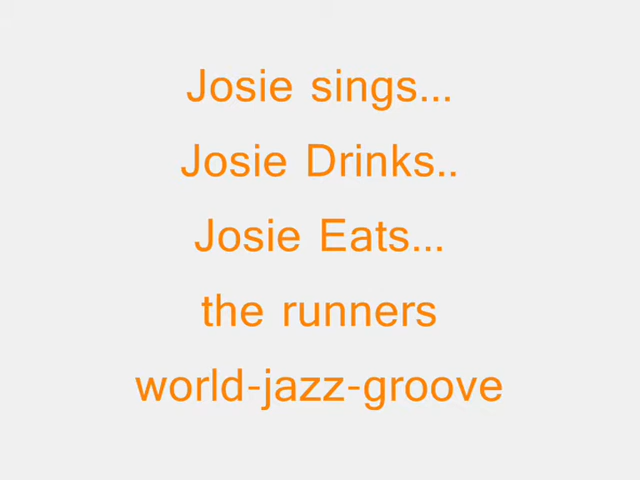 Josie sings...
Josie Drinks..
Josie Eats...
the runners
world-jazz-groove